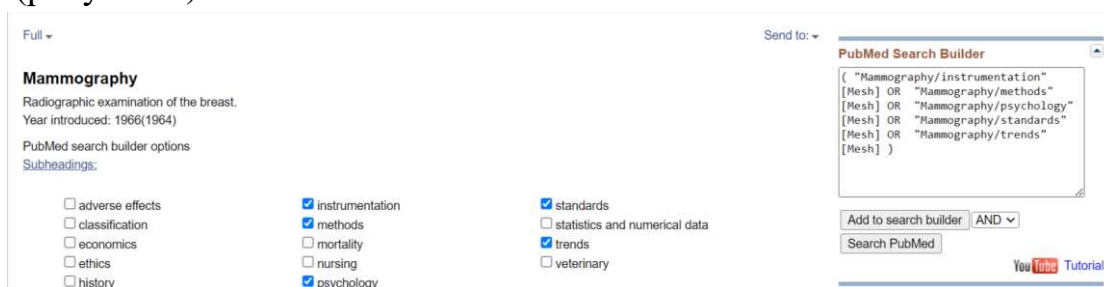 Full
Send to:
Mammography
Radiographic examination of the breast.
Year introduced: 1966(1964)
PubMed search builder options
Subheadings:
adverse effects
classification
economics
ethics
history
instrumentation
methods
mortality
nursing
psychology
standards
statistics and numerical data
trends
veterinary
PubMed Search Builder
( "Mammography/instrumentation"
[Mesh] OR "Mammography/methods"
[Mesh] OR "Mammography/psychology"
[Mesh] OR "Mammography/standards"
[Mesh] OR "Mammography/trends"
[Mesh] )
Add to search builder AND
Search PubMed
YouTube Tutorial